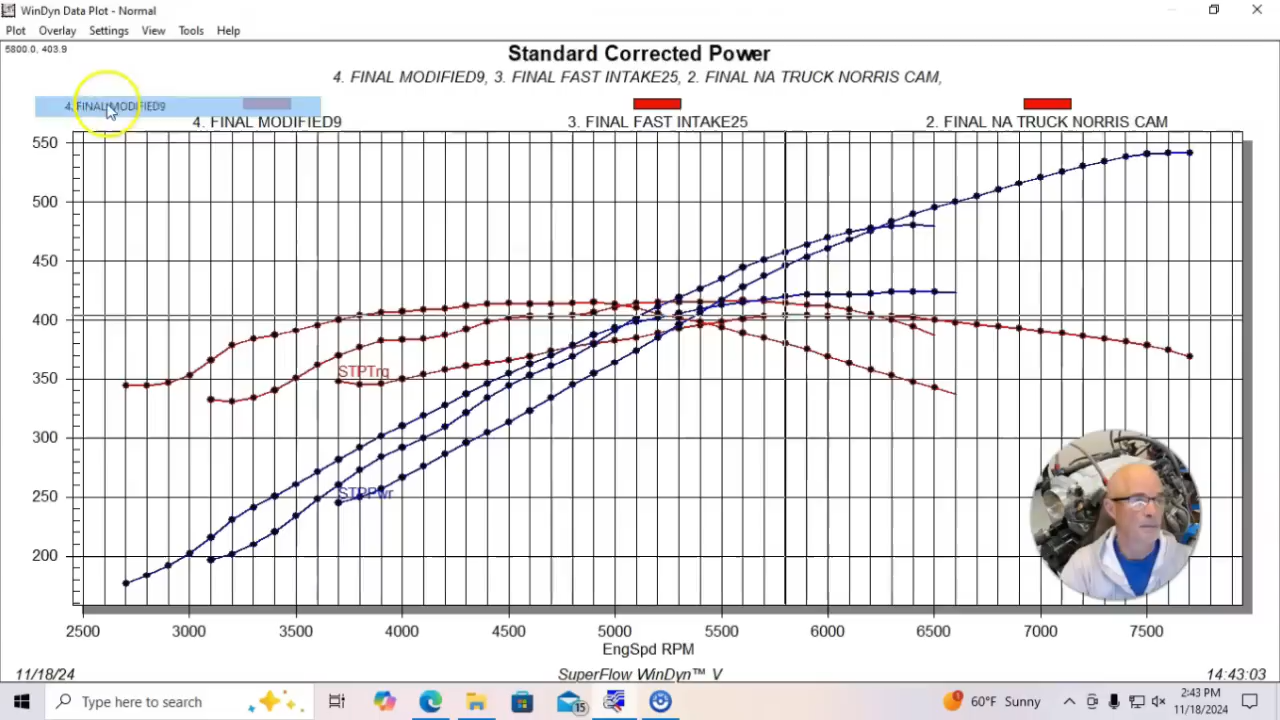 WinDyn Data Plot - Normal
Plot Overlay Settings View Tools Help
5800.0, 403.9
Standard Corrected Power
4. FINAL MODIFIED9, 3. FINAL FAST INTAKE25, 2. FINAL NA TRUCK NORRIS CAM,
4. FINAL MODIFIED9
4. FINAL MODIFIED9 3. FINAL FAST INTAKE25 2. FINAL NA TRUCK NORRIS CAM
550
500
450
400
350
300
250
200
STPTrq
STPPwr
2500 3000 3500 4000 4500 5000 5500 6000 6500 7000 7500
EngSpd RPM
11/18/24 SuperFlow WinDyn™ V 14:43:03
Type here to search 15 60°F Sunny 2:43 PM
11/18/2024